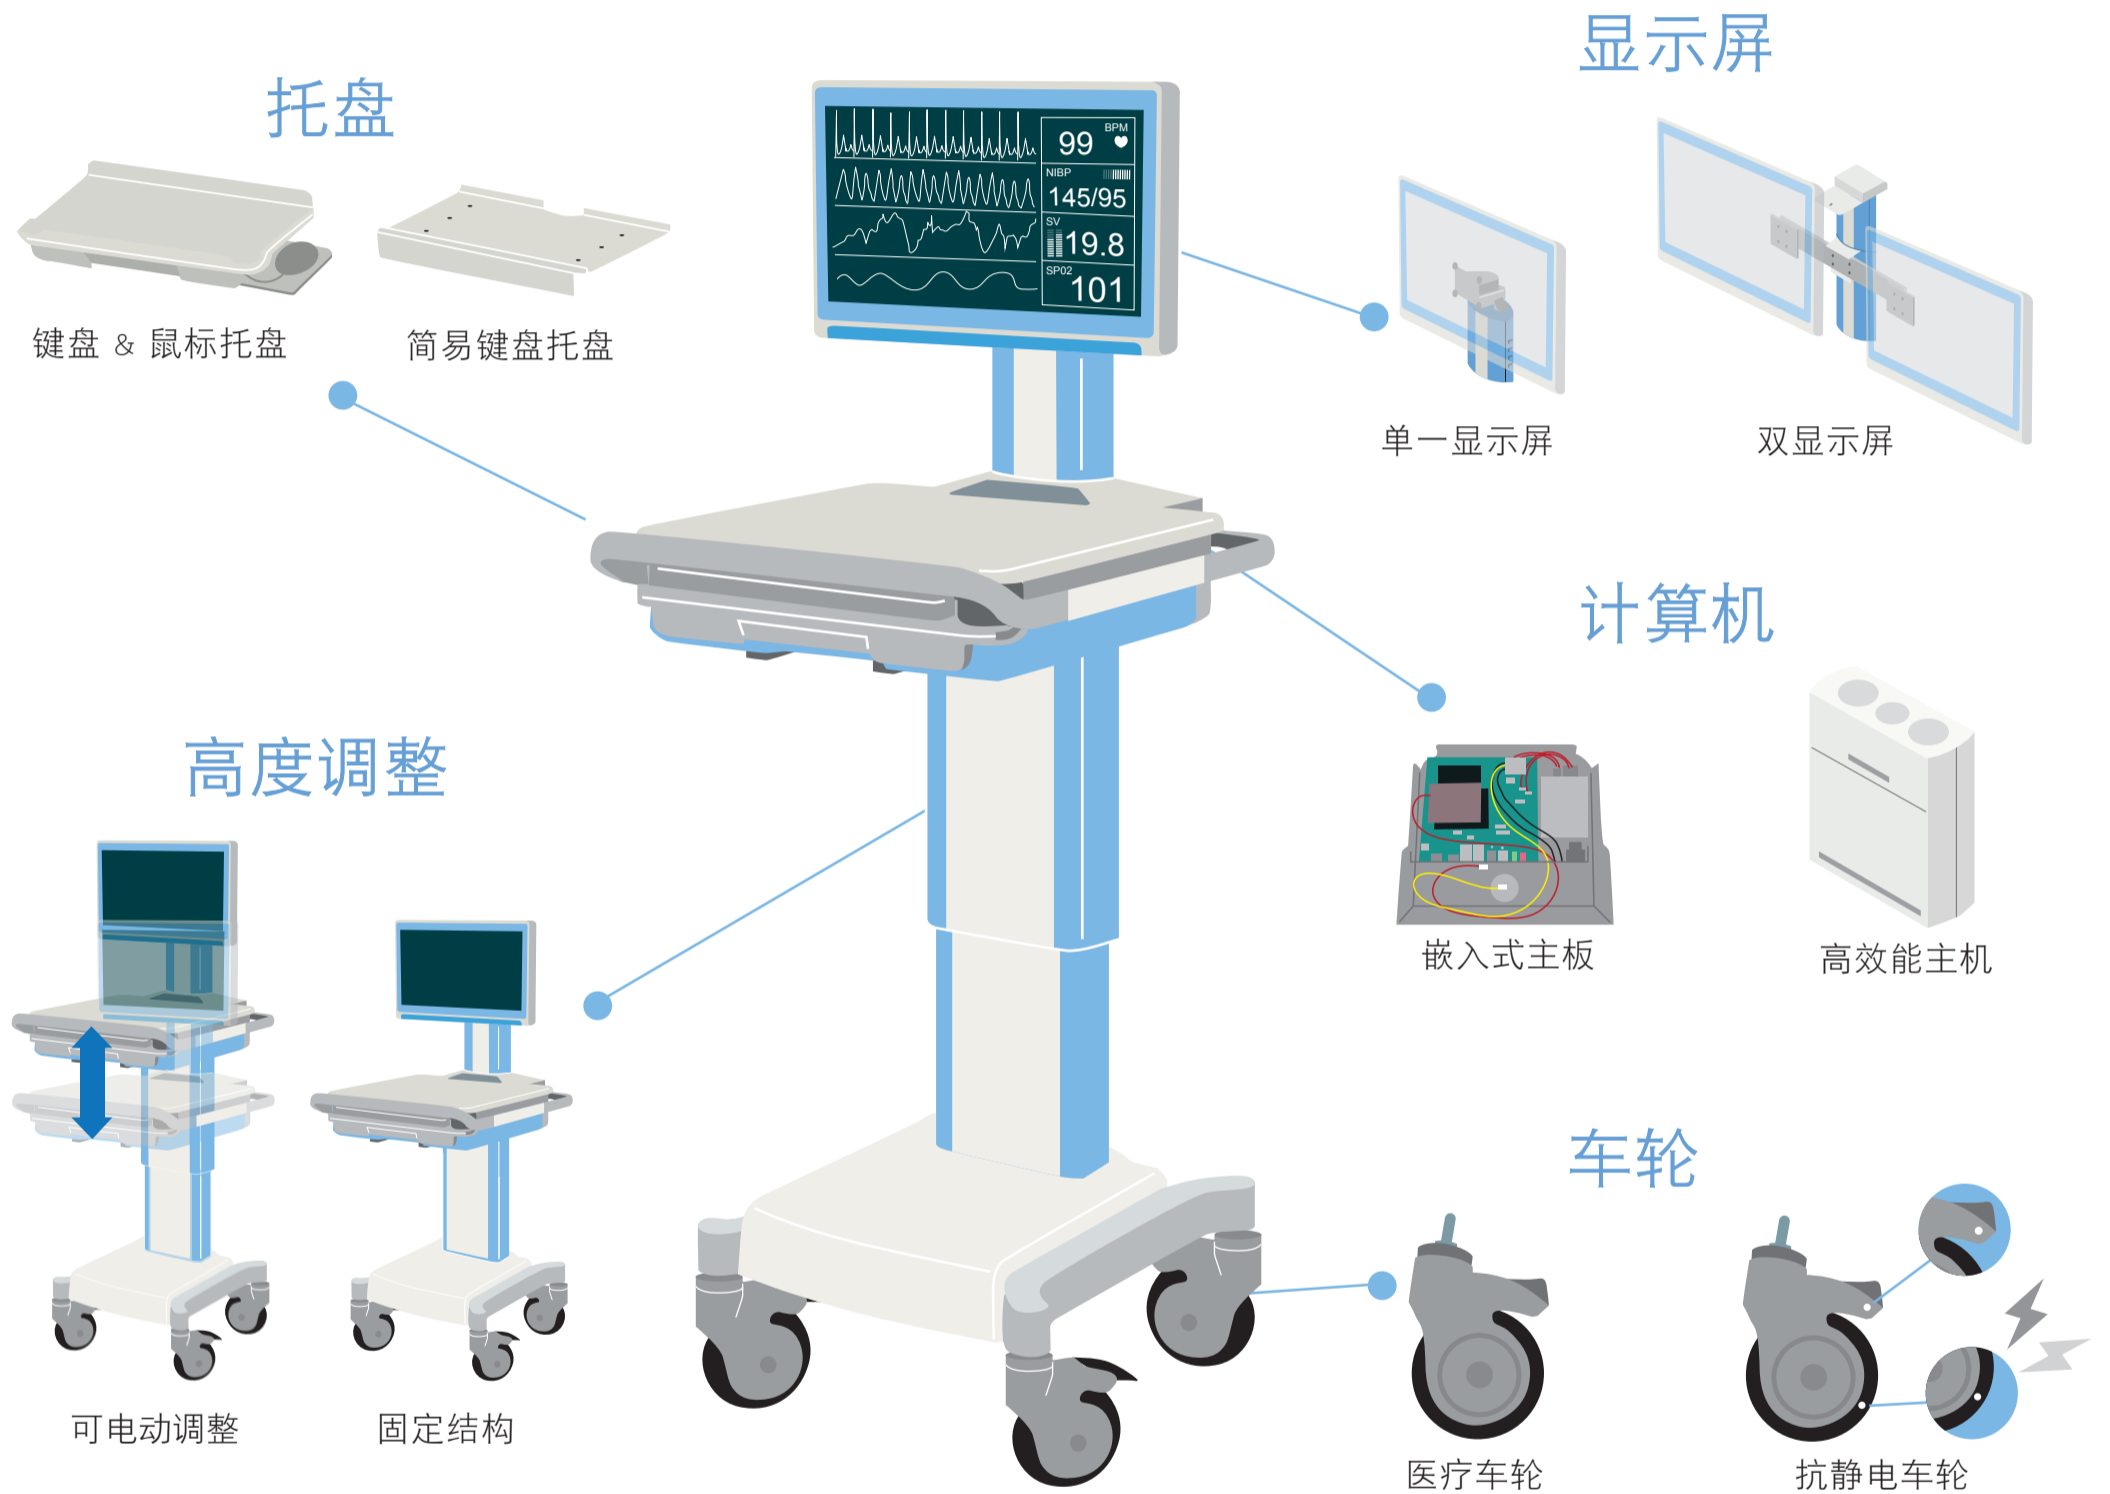 托盘
键盘 & 鼠标托盘
简易键盘托盘
BPM
99
NIBP
145/95
SV
19.8
SP02
101
显示屏
单一显示屏
双显示屏
计算机
嵌入式主板
高效能主机
高度调整
可电动调整
固定结构
车轮
医疗车轮
抗静电车轮